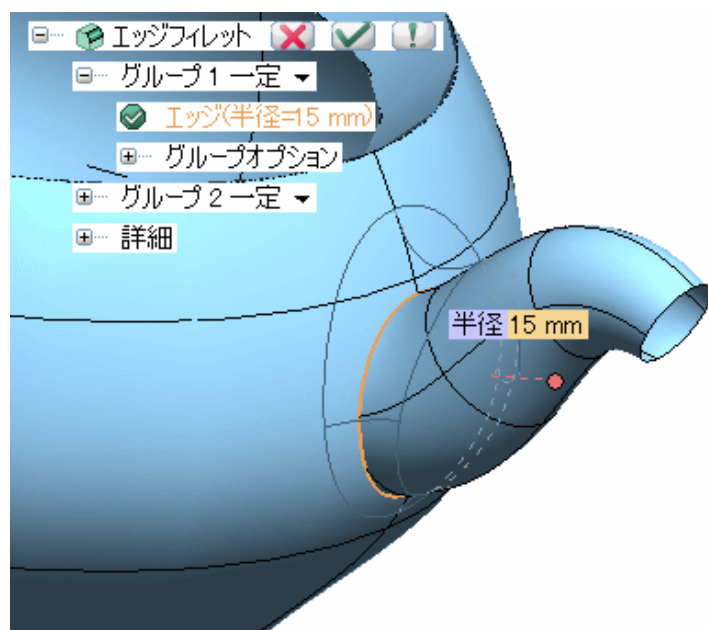 エッジフィレット
グループ1 一定
エッジ(半径=15 mm)
グループオプション
グループ2 一定
詳細
半径 15 mm